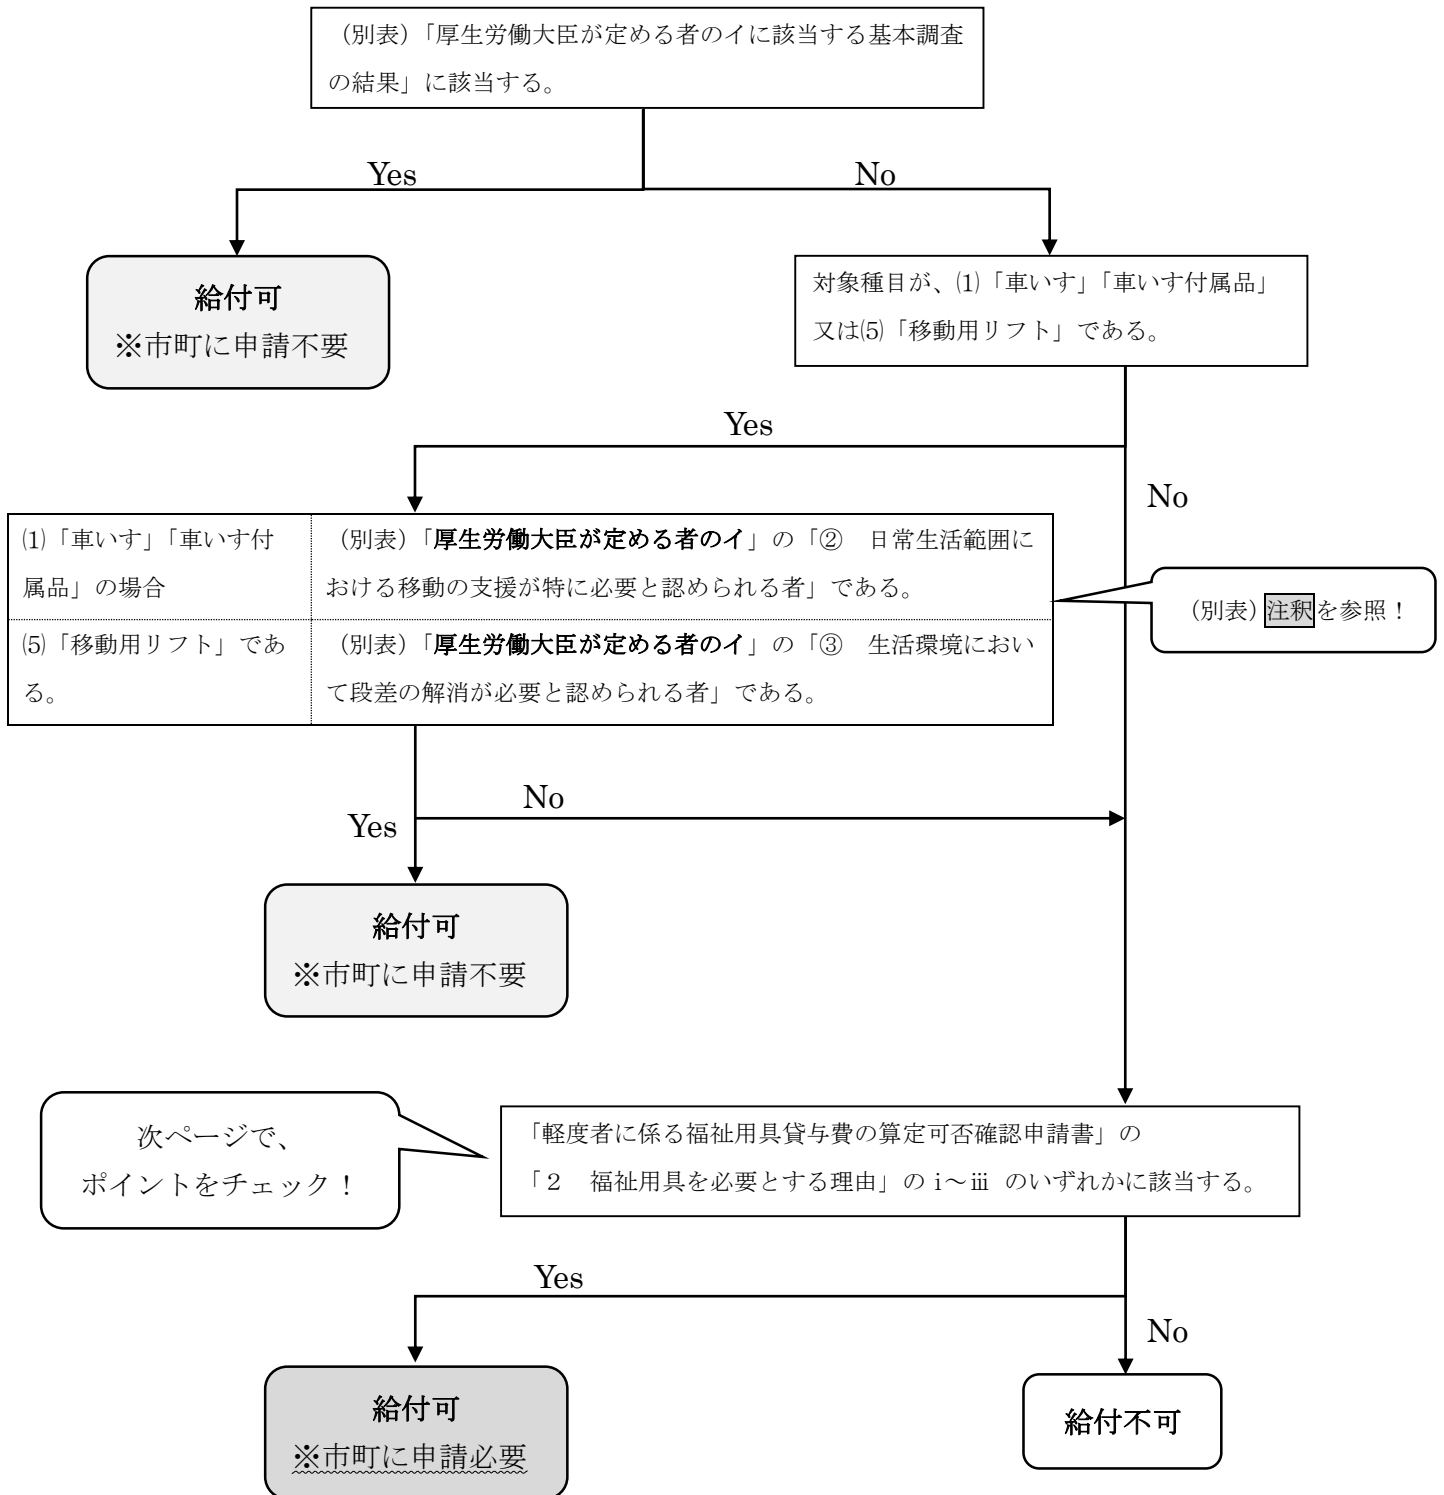 （別表）「厚生労働大臣が定める者のイに該当する基本調査
の結果」に該当する。
Yes
No
給付可
※市町に申請不要
対象種目が、⑴「車いす」「車いす付属品」
又は⑸「移動用リフト」である。
Yes
No
⑴「車いす」「車いす付
属品」の場合
（別表）「厚生労働大臣が定める者のイ」の「②　日常生活範囲に
おける移動の支援が特に必要と認められる者」である。
⑸「移動用リフト」であ
る。
（別表）「厚生労働大臣が定める者のイ」の「③　生活環境におい
て段差の解消が必要と認められる者」である。
（別表）注釈を参照！
No
Yes
給付可
※市町に申請不要
次ページで、
ポイントをチェック！
「軽度者に係る福祉用具貸与費の算定可否確認申請書」の
「２　福祉用具を必要とする理由」のⅰ～ⅲ のいずれかに該当する。
Yes
No
給付可
※市町に申請必要
給付不可